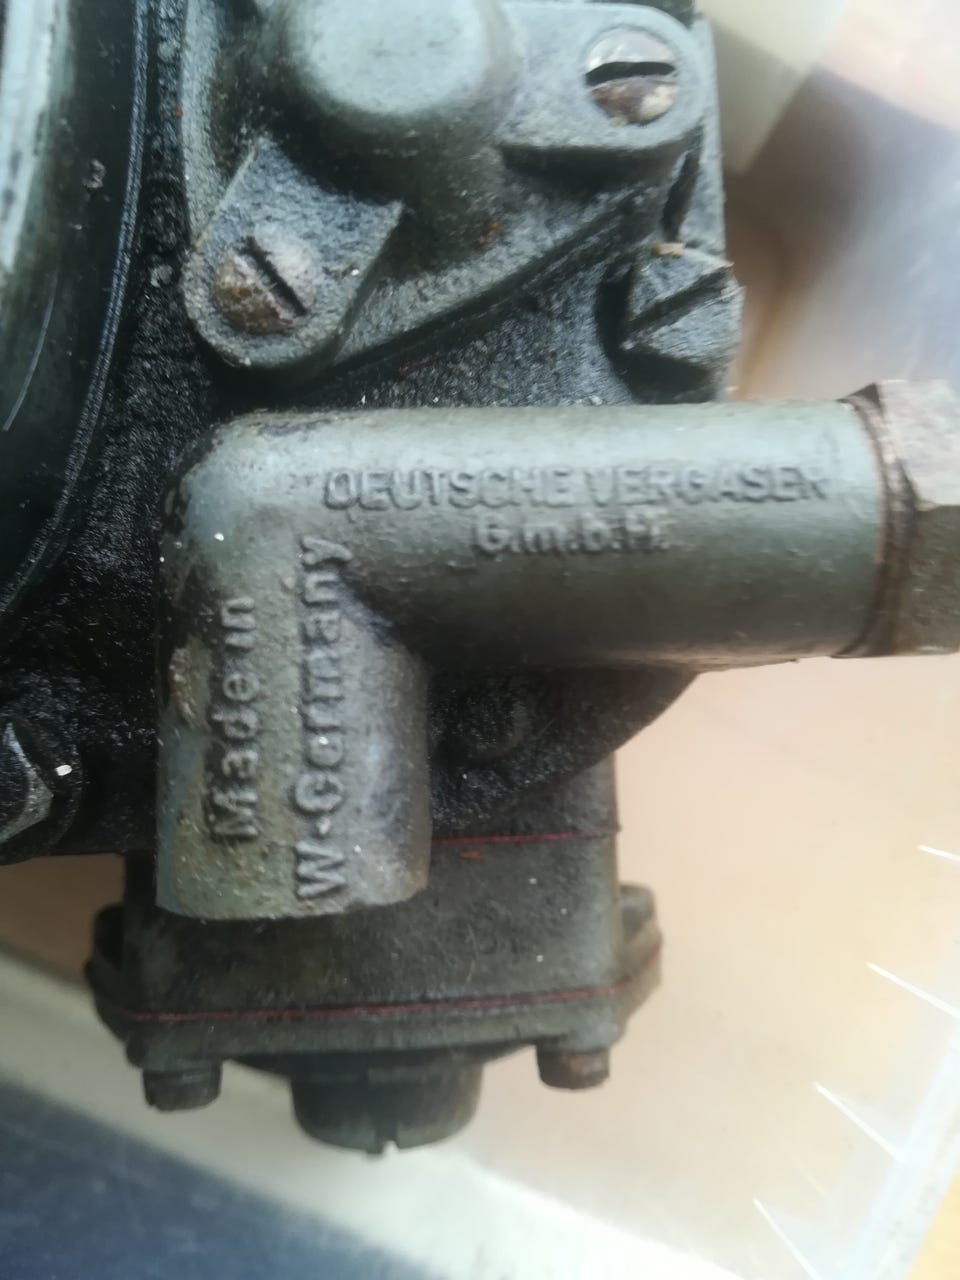 DEUTSCHE VERGASER
G.m.b.H.
Made in
W.Germany